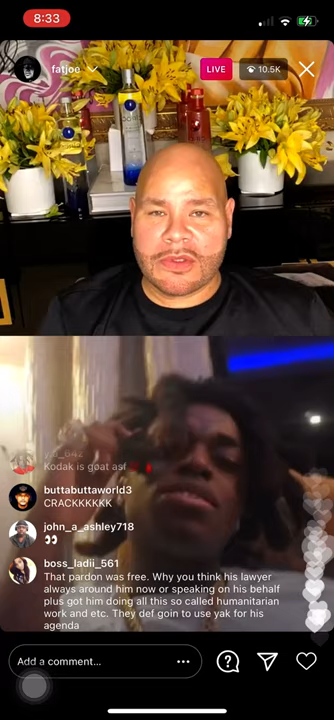 8:33
fatjoe
LIVE
10.5K
Kodak is goat asf
buttabuttaworld3
CRACKKKKKK
john_a_ashley718
boss_ladii_561
That pardon was free. Why you think his lawyer
always around him now or speaking on his behalf
plus got him doing all this so called humanitarian
work and etc. They def goin to use yak for his
agenda
Add a comment...